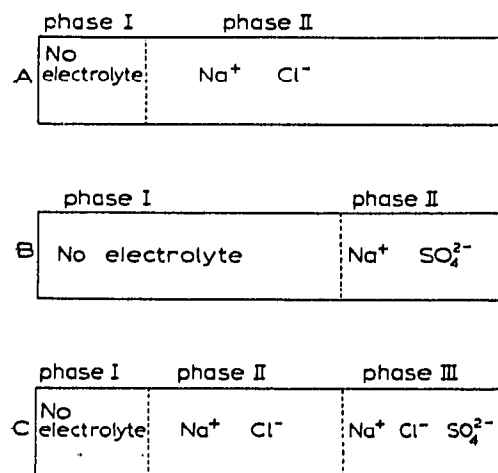 phase I phase II
No
electrolyte Na⁺ Cl⁻
A
phase I phase II
B No electrolyte Na⁺ SO₄²⁻
phase I phase II phase III
No
electrolyte Na⁺ Cl⁻ Na⁺ Cl⁻ SO₄²⁻
C